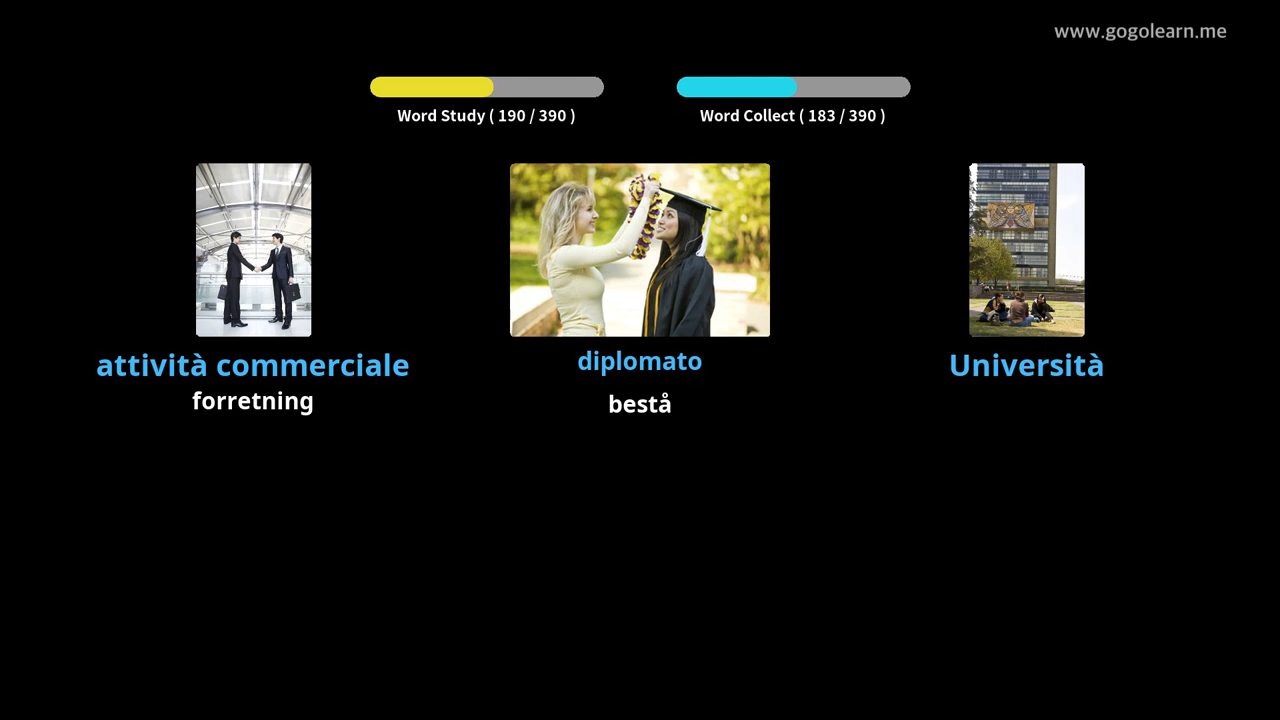 www.gogolearn.me
Word Study ( 190 / 390 )
Word Collect ( 183 / 390 )
attività commerciale
forretning
diplomato
bestå
Università